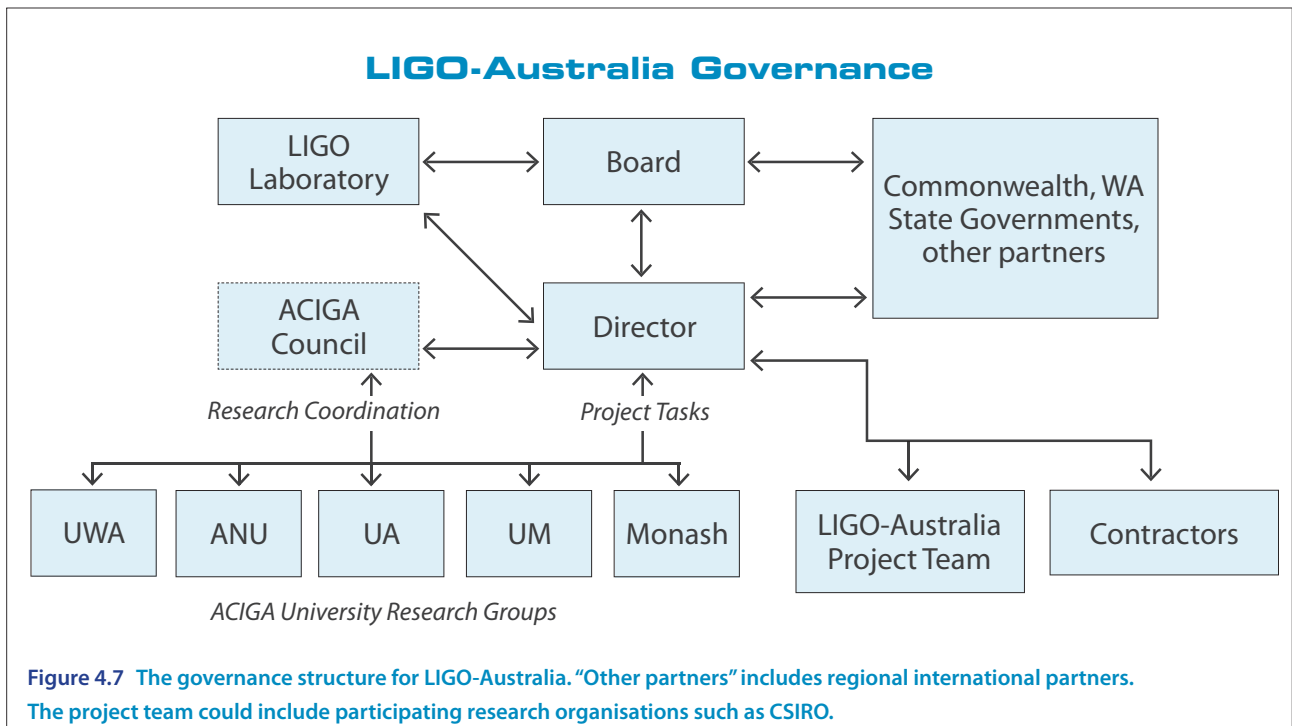 LIGO-Australia Governance
LIGO
Laboratory
Board
Commonwealth, WA
State Governments,
other partners
ACIGA
Council
Director
Research Coordination
Project Tasks
UWA
ANU
UA
UM
Monash
LIGO-Australia
Project Team
Contractors
ACIGA University Research Groups
Figure 4.7 The governance structure for LIGO-Australia. “Other partners” includes regional international partners.
The project team could include participating research organisations such as CSIRO.